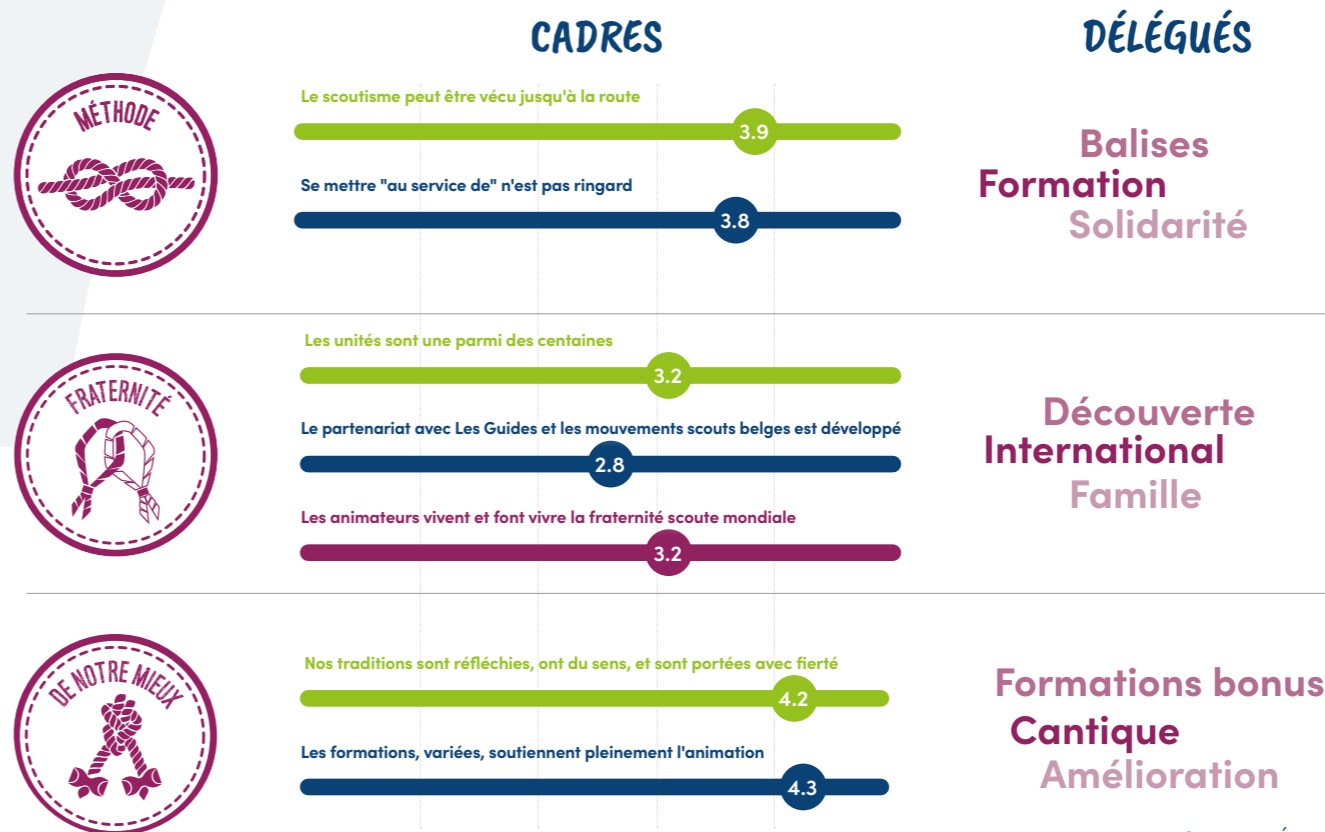 CADRES
DÉLÉGUÉS
MÉTHODE
Le scoutisme peut être vécu jusqu'à la route
3.9
Se mettre "au service de" n'est pas ringard
3.8
Balises
Formation
Solidarité
FRATERNITÉ
Les unités sont une parmi des centaines
3.2
Le partenariat avec Les Guides et les mouvements scouts belges est développé
2.8
Les animateurs vivent et font vivre la fraternité scoute mondiale
3.2
Découverte
International
Famille
DE NOTRE MIEUX
Nos traditions sont réfléchies, ont du sens, et sont portées avec fierté
4.2
Les formations, variées, soutiennent pleinement l'animation
4.3
Formations bonus
Cantique
Amélioration